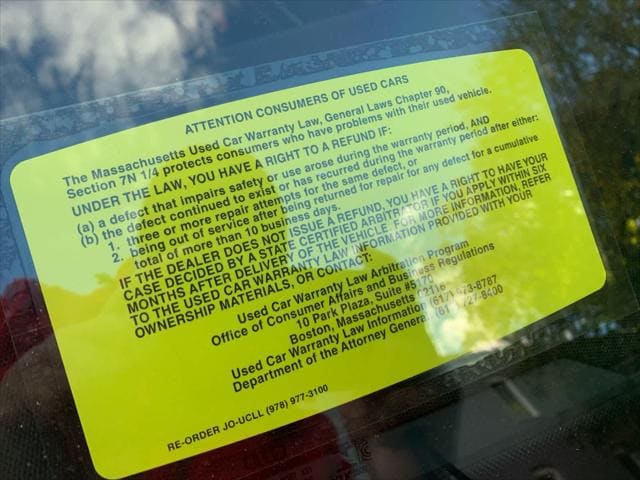 ATTENTION CONSUMERS OF USED CARS
The Massachusetts Used Car Warranty Law, General Laws Chapter 90,
Section 7N 1/4 protects consumers who have problems with their used vehicle.
UNDER THE LAW, YOU HAVE A RIGHT TO A REFUND IF:
(a) a defect that impairs safety or use arose during the warranty period, AND
(b) the defect continued to exist or has recurred during the warranty period after either:
1. three or more repair attempts for the same defect, or
2. being out of service after being returned for repair for any defect for a cumulative
total of more than 10 business days.
IF THE DEALER DOES NOT ISSUE A REFUND, YOU HAVE A RIGHT TO HAVE YOUR
CASE DECIDED BY A STATE CERTIFIED ARBITRATOR IF YOU APPLY WITHIN SIX
MONTHS AFTER DELIVERY OF THE VEHICLE. FOR MORE INFORMATION, REFER
TO THE USED CAR WARRANTY LAW INFORMATION PROVIDED WITH YOUR
OWNERSHIP MATERIALS, OR CONTACT:
Used Car Warranty Law Arbitration Program
Office of Consumer Affairs and Business Regulations
10 Park Plaza, Suite #5170
Boston, Massachusetts 02116
Used Car Warranty Law Information (617) 973-8787
Department of the Attorney General (617) 727-8400
RE-ORDER JO-UCLL (978) 977-3100